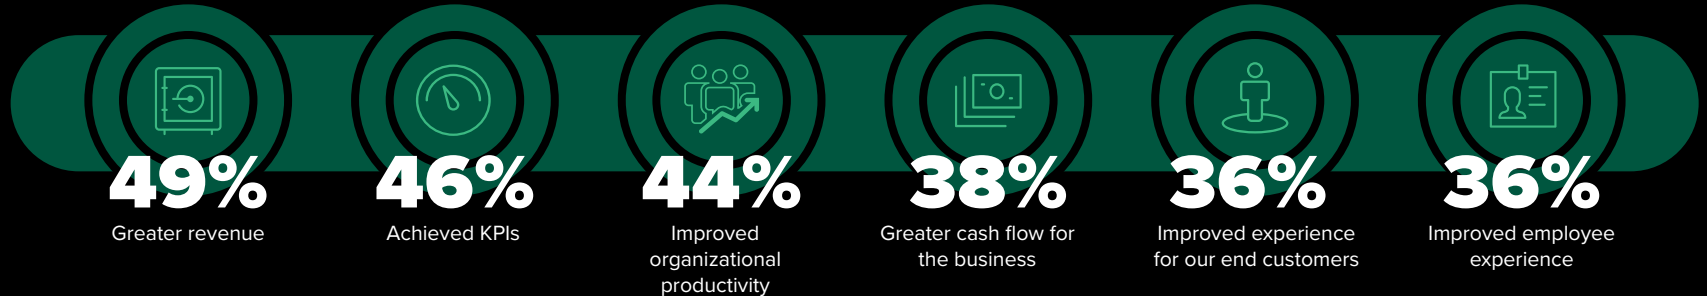 49%
Greater revenue
46%
Achieved KPIs
44%
Improved
organizational
productivity
38%
Greater cash flow for
the business
36%
Improved experience
for our end customers
36%
Improved employee
experience